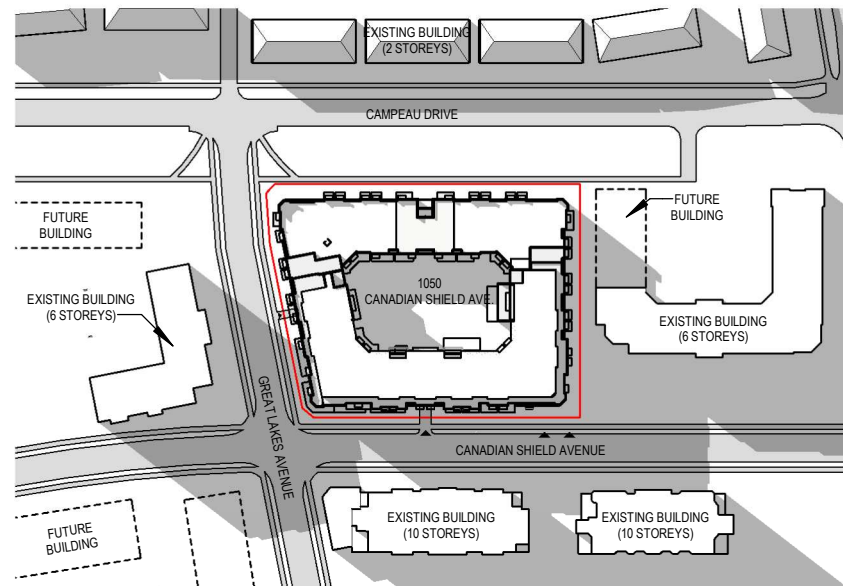 EXISTING BUILDING
(2 STOREYS)
CAMPEAU DRIVE
FUTURE
BUILDING
FUTURE
BUILDING
EXISTING BUILDING
(6 STOREYS)
1050
CANADIAN SHIELD AVE.
EXISTING BUILDING
(6 STOREYS)
GREAT LAKES AVENUE
CANADIAN SHIELD AVENUE
FUTURE
BUILDING
EXISTING BUILDING
(10 STOREYS)
EXISTING BUILDING
(10 STOREYS)